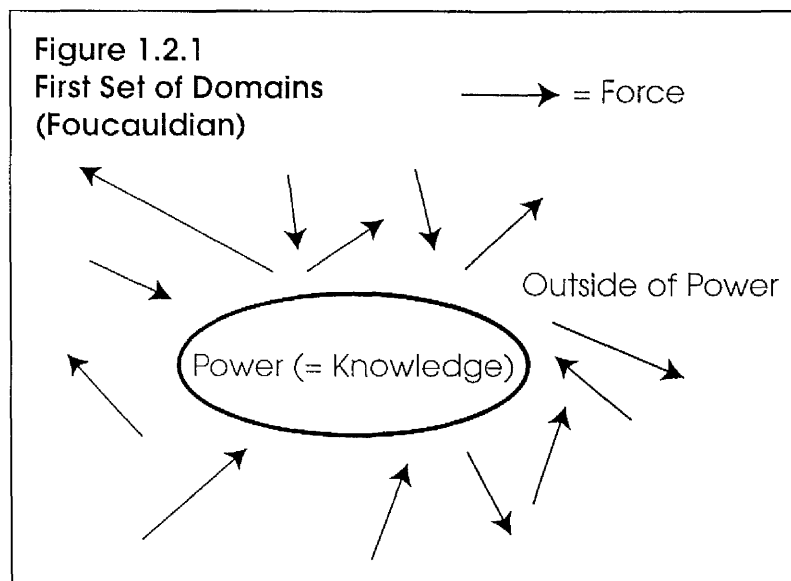 Figure 1.2.1
First Set of Domains
(Foucauldian)
= Force
Outside of Power
Power (= Knowledge)